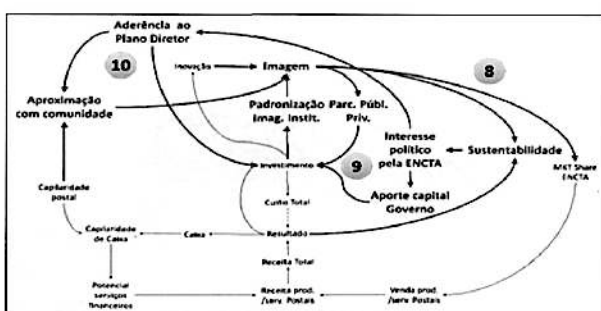 Aderência ao
Plano Diretor
10
8
Inovação
Imagem
Aproximação
com comunidade
Padronização
Imag. Instit.
Parc. Públ.
Priv.
Interesse
político
pela ENCTA
Sustentabilidade
9
Investimento
MKT Share
ENCTA
Capilaridade
postal
Aporte capital
Governo
Custo Total
Capilaridade
de Caixa
Caixa
Resultado
Receita Total
Potencial
serviços
financeiros
Receita prod.
/serv. Postais
Venda prod.
/serv. Postais